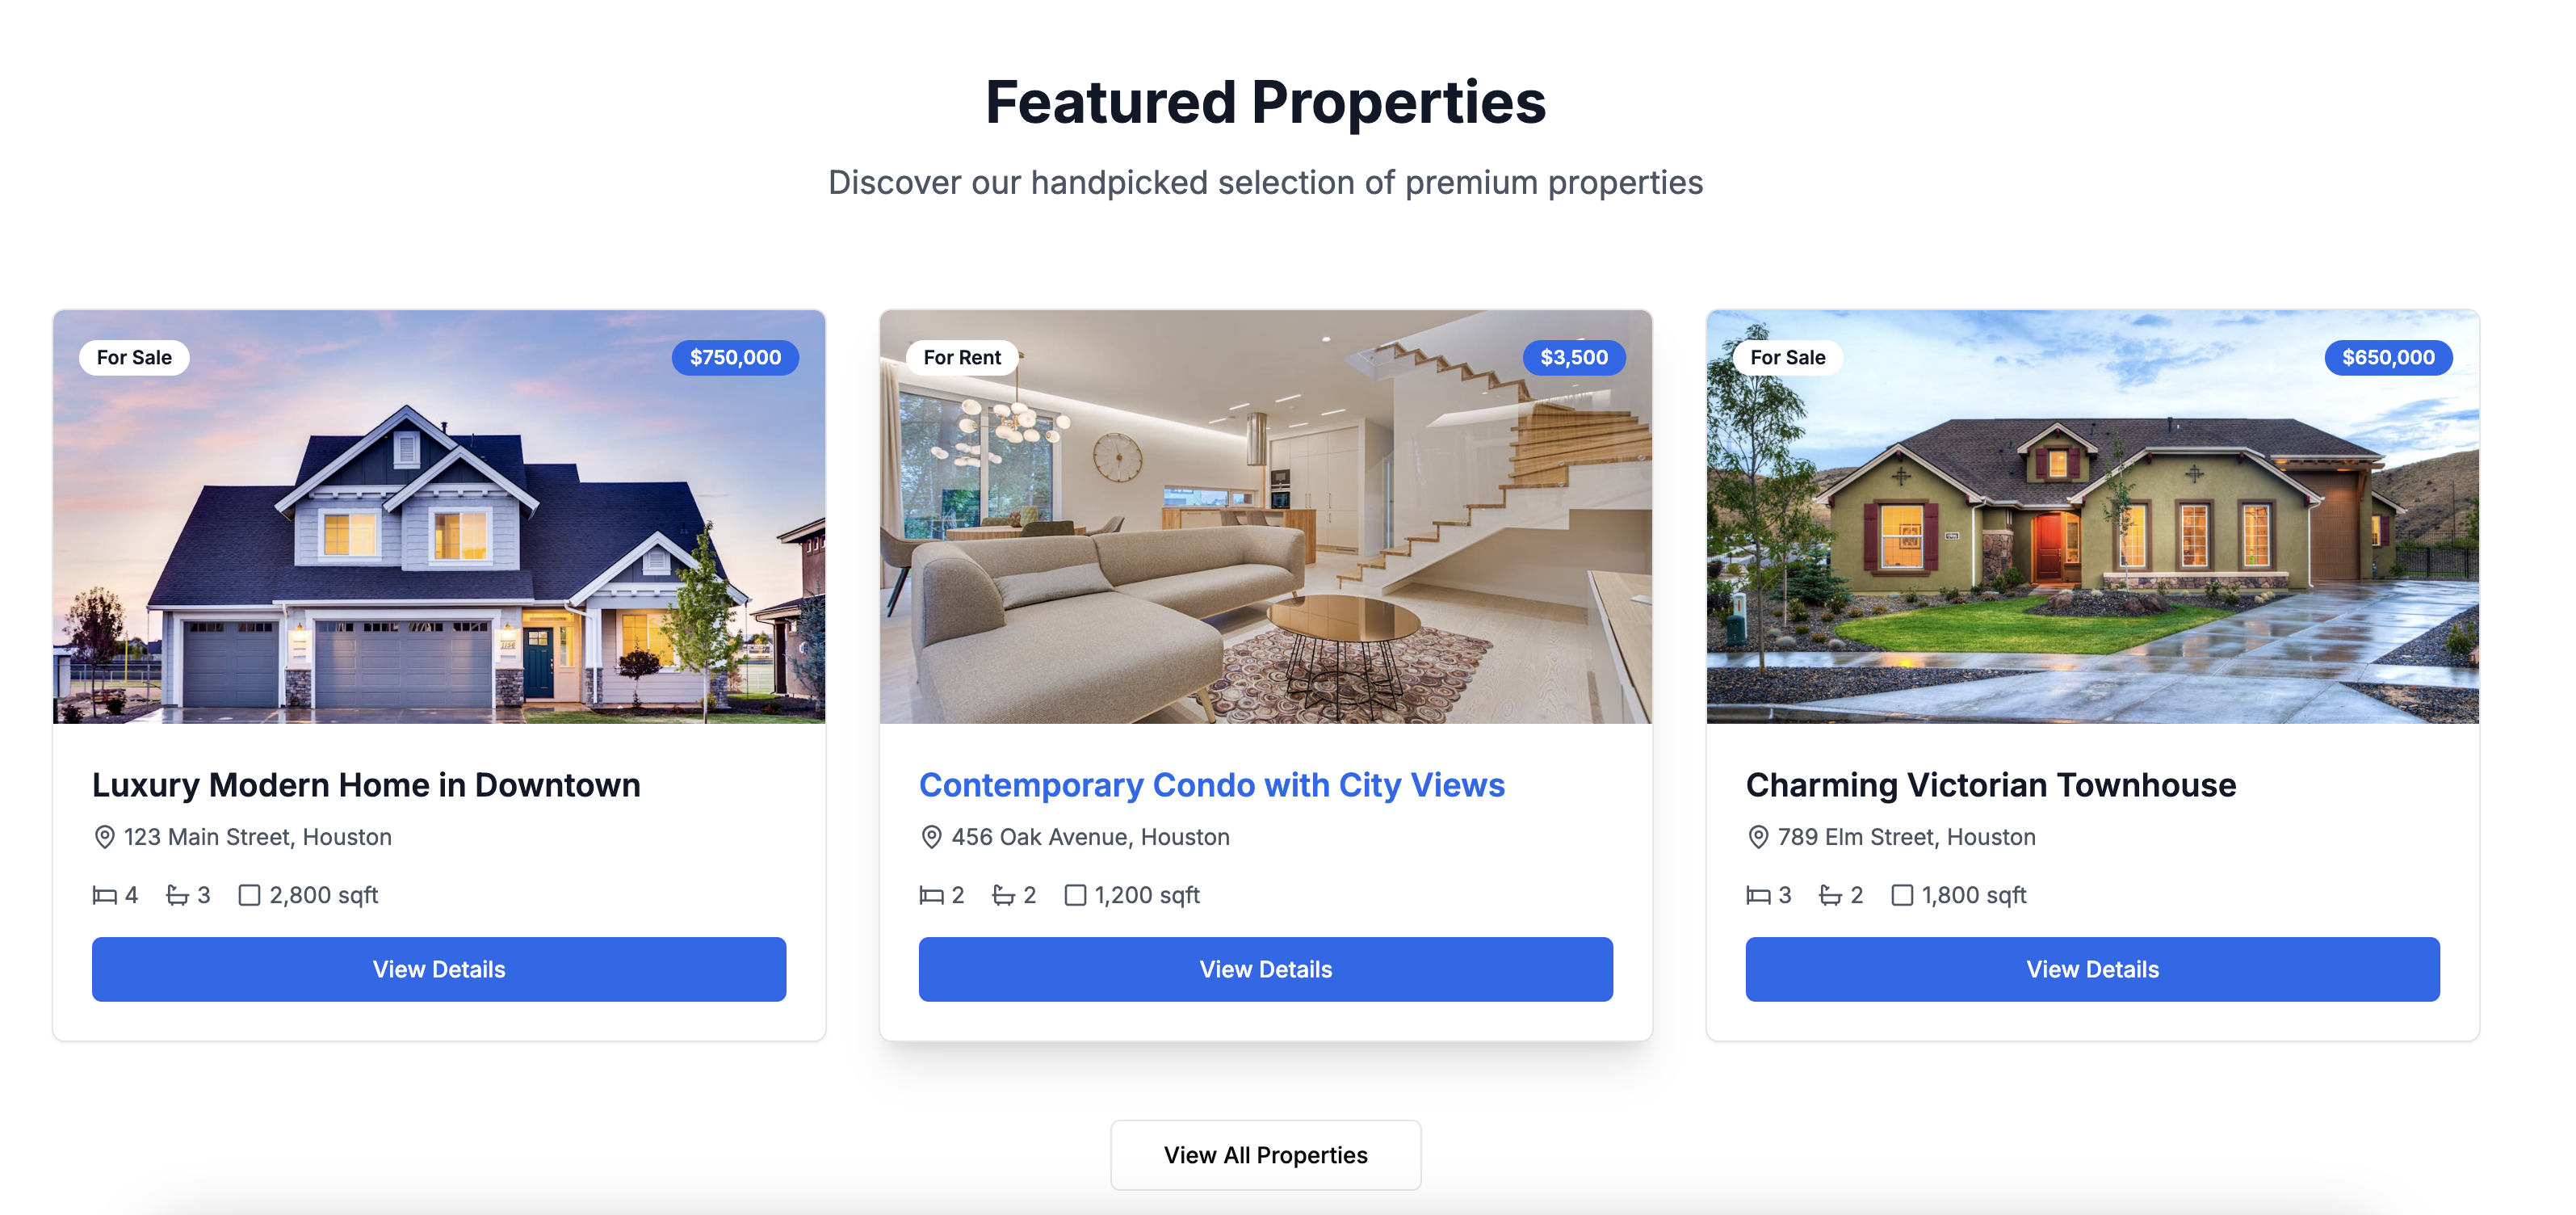 Featured Properties
Discover our handpicked selection of premium properties
For Sale
$750,000
Luxury Modern Home in Downtown
123 Main Street, Houston
4 3 2,800 sqft
View Details
For Rent
$3,500
Contemporary Condo with City Views
456 Oak Avenue, Houston
2 2 1,200 sqft
View Details
For Sale
$650,000
Charming Victorian Townhouse
789 Elm Street, Houston
3 2 1,800 sqft
View Details
View All Properties